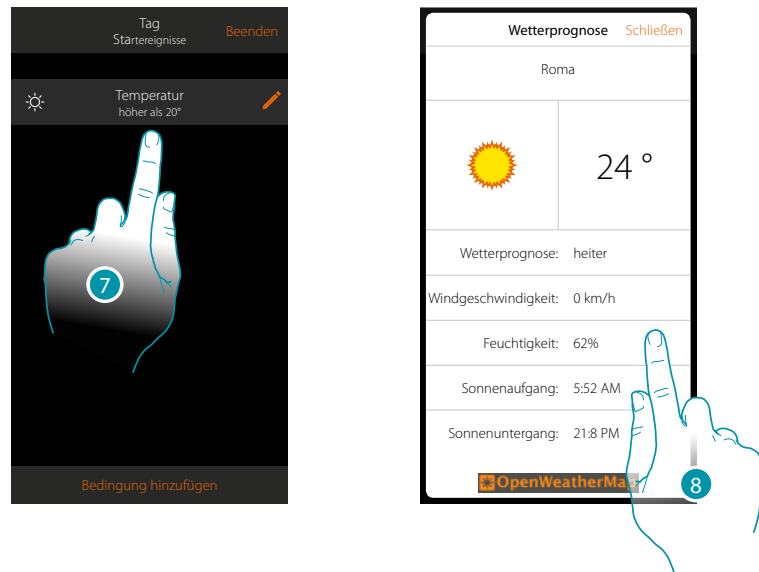 Tag
Startereignisse
Beenden
Temperatur
höher als 20°
7
Bedingung hinzufügen
Wetterprognose Schließen
Roma
24 °
Wetterprognose: heiter
Windgeschwindigkeit: 0 km/h
Feuchtigkeit: 62%
Sonnenaufgang: 5:52 AM
Sonnenuntergang: 21:8 PM
OpenWeatherMap
8